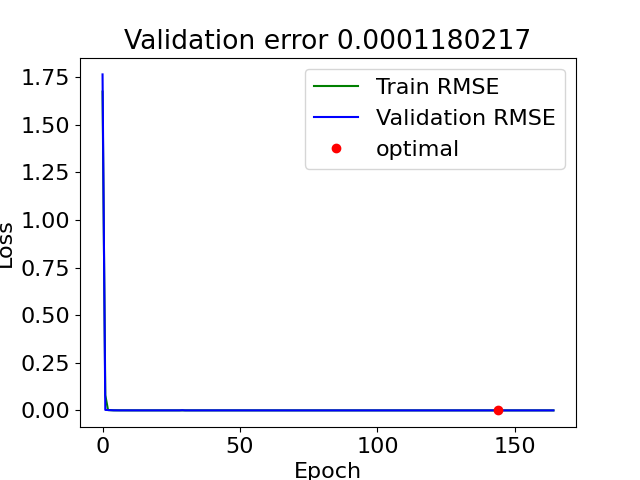 Validation error 0.0001180217
Train RMSE
Validation RMSE
optimal
1.75
1.50
1.25
1.00
0.75
0.50
0.25
0.00
Loss
0
50
100
150
Epoch